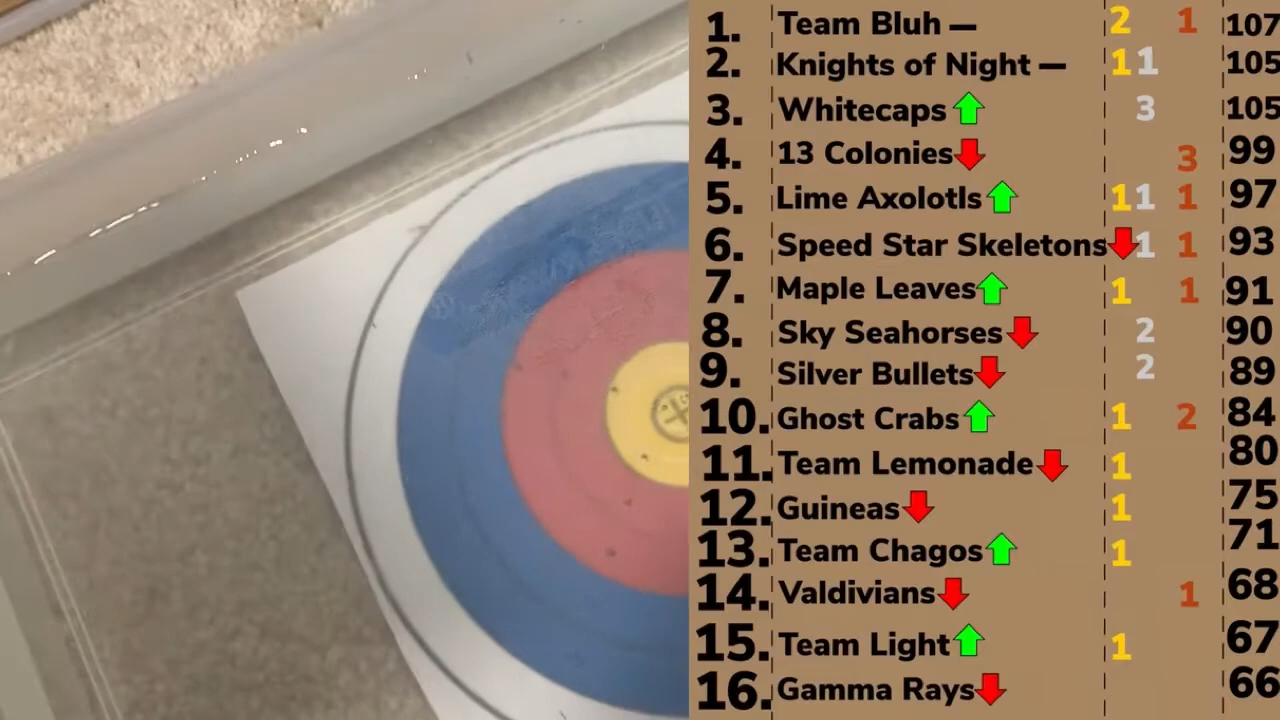 1. Team Bluh — 2 1 107
2. Knights of Night — 1 1 105
3. Whitecaps 3 105
4. 13 Colonies 3 99
5. Lime Axolotls 1 1 1 97
6. Speed Star Skeletons 1 1 93
7. Maple Leaves 1 1 91
8. Sky Seahorses 2 90
9. Silver Bullets 2 89
10. Ghost Crabs 1 2 84
11. Team Lemonade 1 80
12. Guineas 1 75
13. Team Chagos 1 71
14. Valdivians 1 68
15. Team Light 1 67
16. Gamma Rays 66